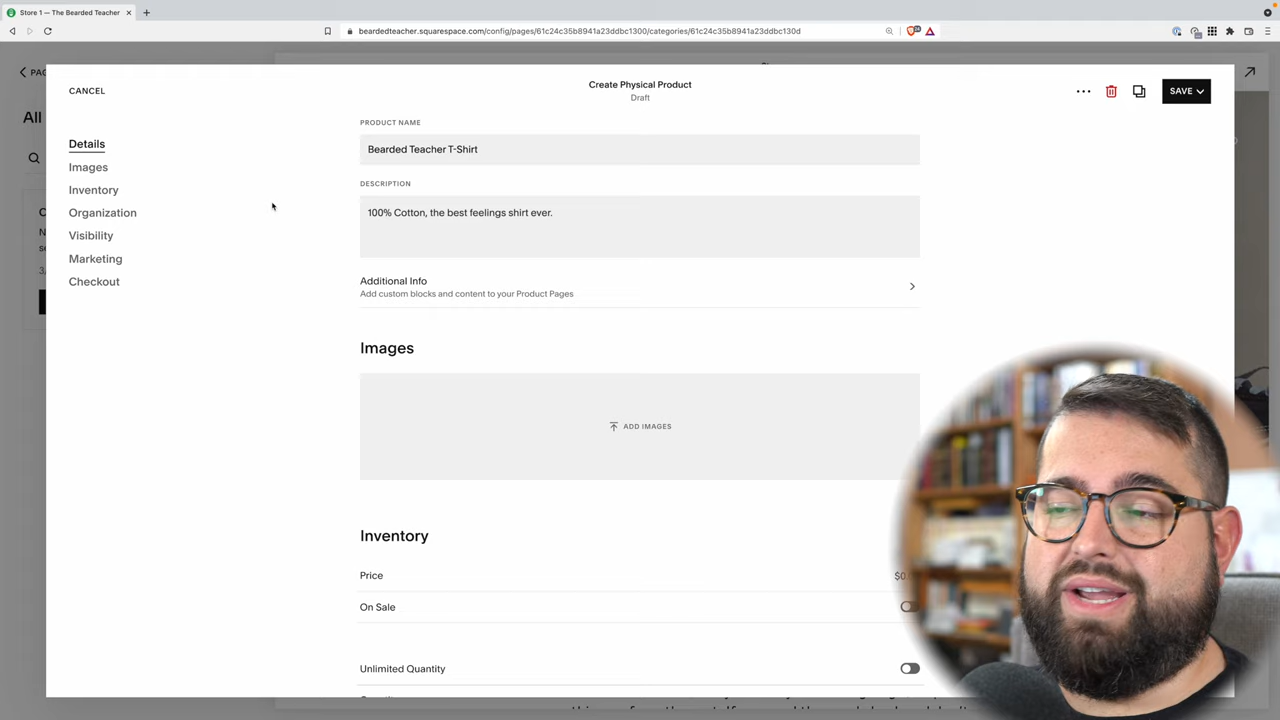 Store 1 — The Bearded Teacher
beardedteacher.squarespace.com/config/pages/61c24c35b8941a23ddbc1300/categories/61c24c35b8941a23ddbc130d
PAG
All
CANCEL
Create Physical Product
Draft
SAVE
Details
Images
Inventory
Organization
Visibility
Marketing
Checkout
PRODUCT NAME
Bearded Teacher T-Shirt
DESCRIPTION
100% Cotton, the best feelings shirt ever.
Additional Info
Add custom blocks and content to your Product Pages
Images
ADD IMAGES
Inventory
Price
$0
On Sale
Unlimited Quantity